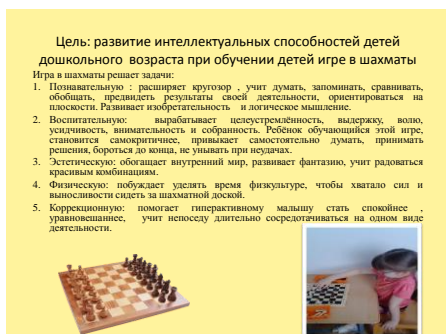 Цель: развитие интеллектуальных способностей детей
дошкольного возраста при обучении детей игре в шахматы
Игра в шахматы решает задачи:
1. Познавательную : расширяет кругозор , учит думать, запоминать, сравнивать,
обобщать, предвидеть результаты своей деятельности, ориентироваться на
плоскости. Развивает изобретательность и логическое мышление.
2. Воспитательную: вырабатывает целеустремлённость, выдержку, волю,
усидчивость, внимательность и собранность. Ребёнок обучающийся этой игре,
становится самокритичнее, привыкает самостоятельно думать, принимать
решения, бороться до конца, не унывать при неудачах.
3. Эстетическую: обогащает внутренний мир, развивает фантазию, учит радоваться
красивым комбинациям.
4. Физическую: побуждает уделять время физкультуре, чтобы хватало сил и
выносливости сидеть за шахматной доской.
5. Коррекционную: помогает гиперактивному малышу стать спокойнее ,
уравновешаннее, учит непоседу длительно сосредотачиваться на одном виде
деятельности.